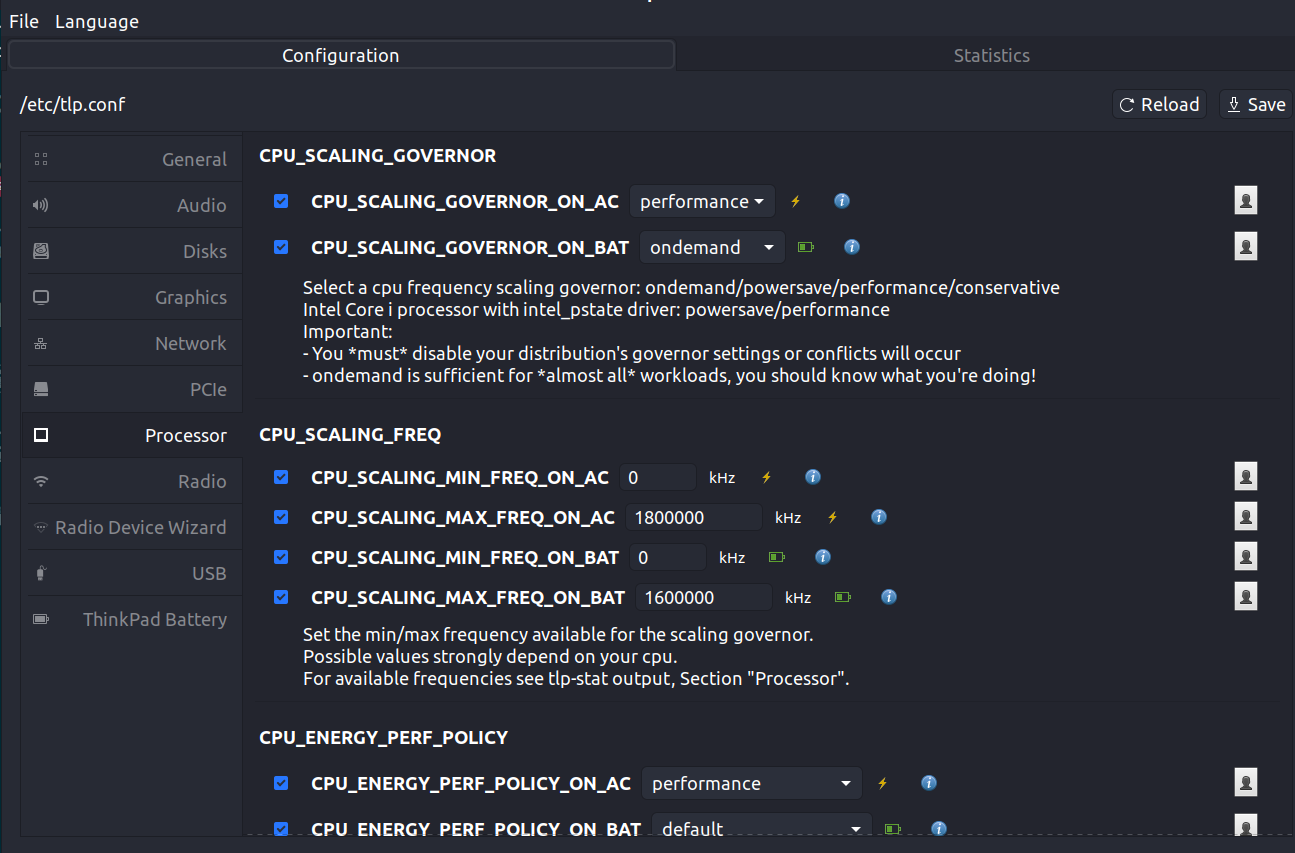 File Language
Configuration
Statistics
/etc/tlp.conf
Reload
Save
General
Audio
Disks
Graphics
Network
PCIe
Processor
Radio
Radio Device Wizard
USB
ThinkPad Battery
CPU_SCALING_GOVERNOR
CPU_SCALING_GOVERNOR_ON_AC performance
CPU_SCALING_GOVERNOR_ON_BAT ondemand
Select a cpu frequency scaling governor: ondemand/powersave/performance/conservative
Intel Core i processor with intel_pstate driver: powersave/performance
Important:
- You *must* disable your distribution's governor settings or conflicts will occur
- ondemand is sufficient for *almost all* workloads, you should know what you're doing!
CPU_SCALING_FREQ
CPU_SCALING_MIN_FREQ_ON_AC 0 kHz
CPU_SCALING_MAX_FREQ_ON_AC 1800000 kHz
CPU_SCALING_MIN_FREQ_ON_BAT 0 kHz
CPU_SCALING_MAX_FREQ_ON_BAT 1600000 kHz
Set the min/max frequency available for the scaling governor.
Possible values strongly depend on your cpu.
For available frequencies see tlp-stat output, Section "Processor".
CPU_ENERGY_PERF_POLICY
CPU_ENERGY_PERF_POLICY_ON_AC performance
CPU_ENERGY_PERF_POLICY_ON_BAT default